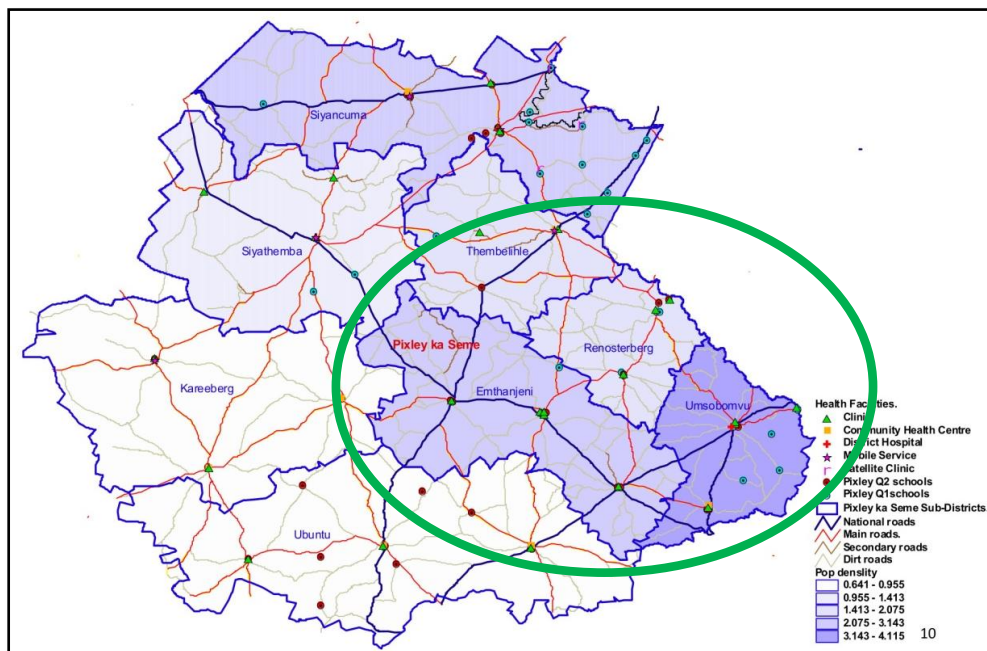 Siyancuma
Siyathemba
Thembelihle
Pixley ka Seme
Renosterberg
Kareeberg
Emthanjeni
Umsobomvu
Ubuntu
Health Facilities.
Clinic
Community Health Centre
District Hospital
Mobile Service
Satellite Clinic
Pixley Q2 schools
Pixley Q1schools
Pixley ka Seme Sub-Districts
National roads
Main roads.
Secondary roads
Dirt roads
Pop density
0.641 - 0.955
0.955 - 1.413
1.413 - 2.075
2.075 - 3.143
3.143 - 4.115
10